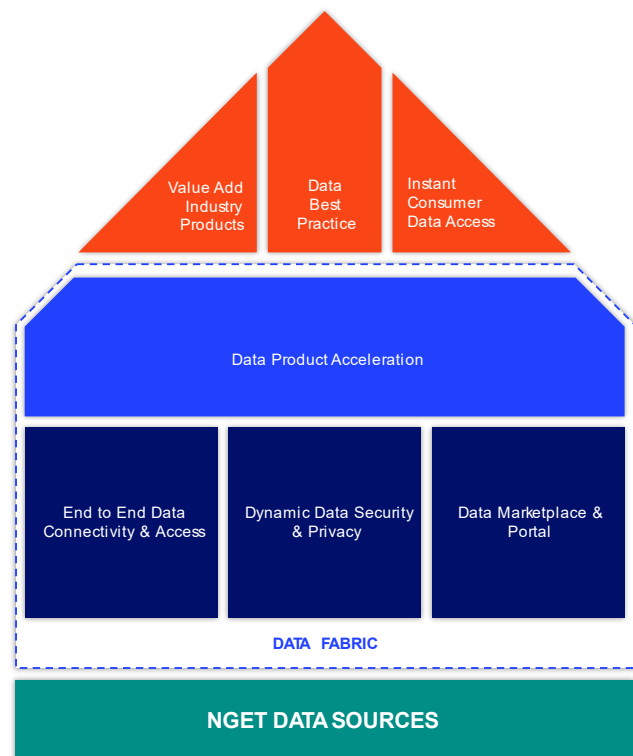 Value Add
Industry
Products
Data
Best
Practice
Instant
Consumer
Data Access
Data Product Acceleration
End to End Data
Connectivity & Access
Dynamic Data Security
& Privacy
Data Marketplace &
Portal
DATA FABRIC
NGET DATA SOURCES